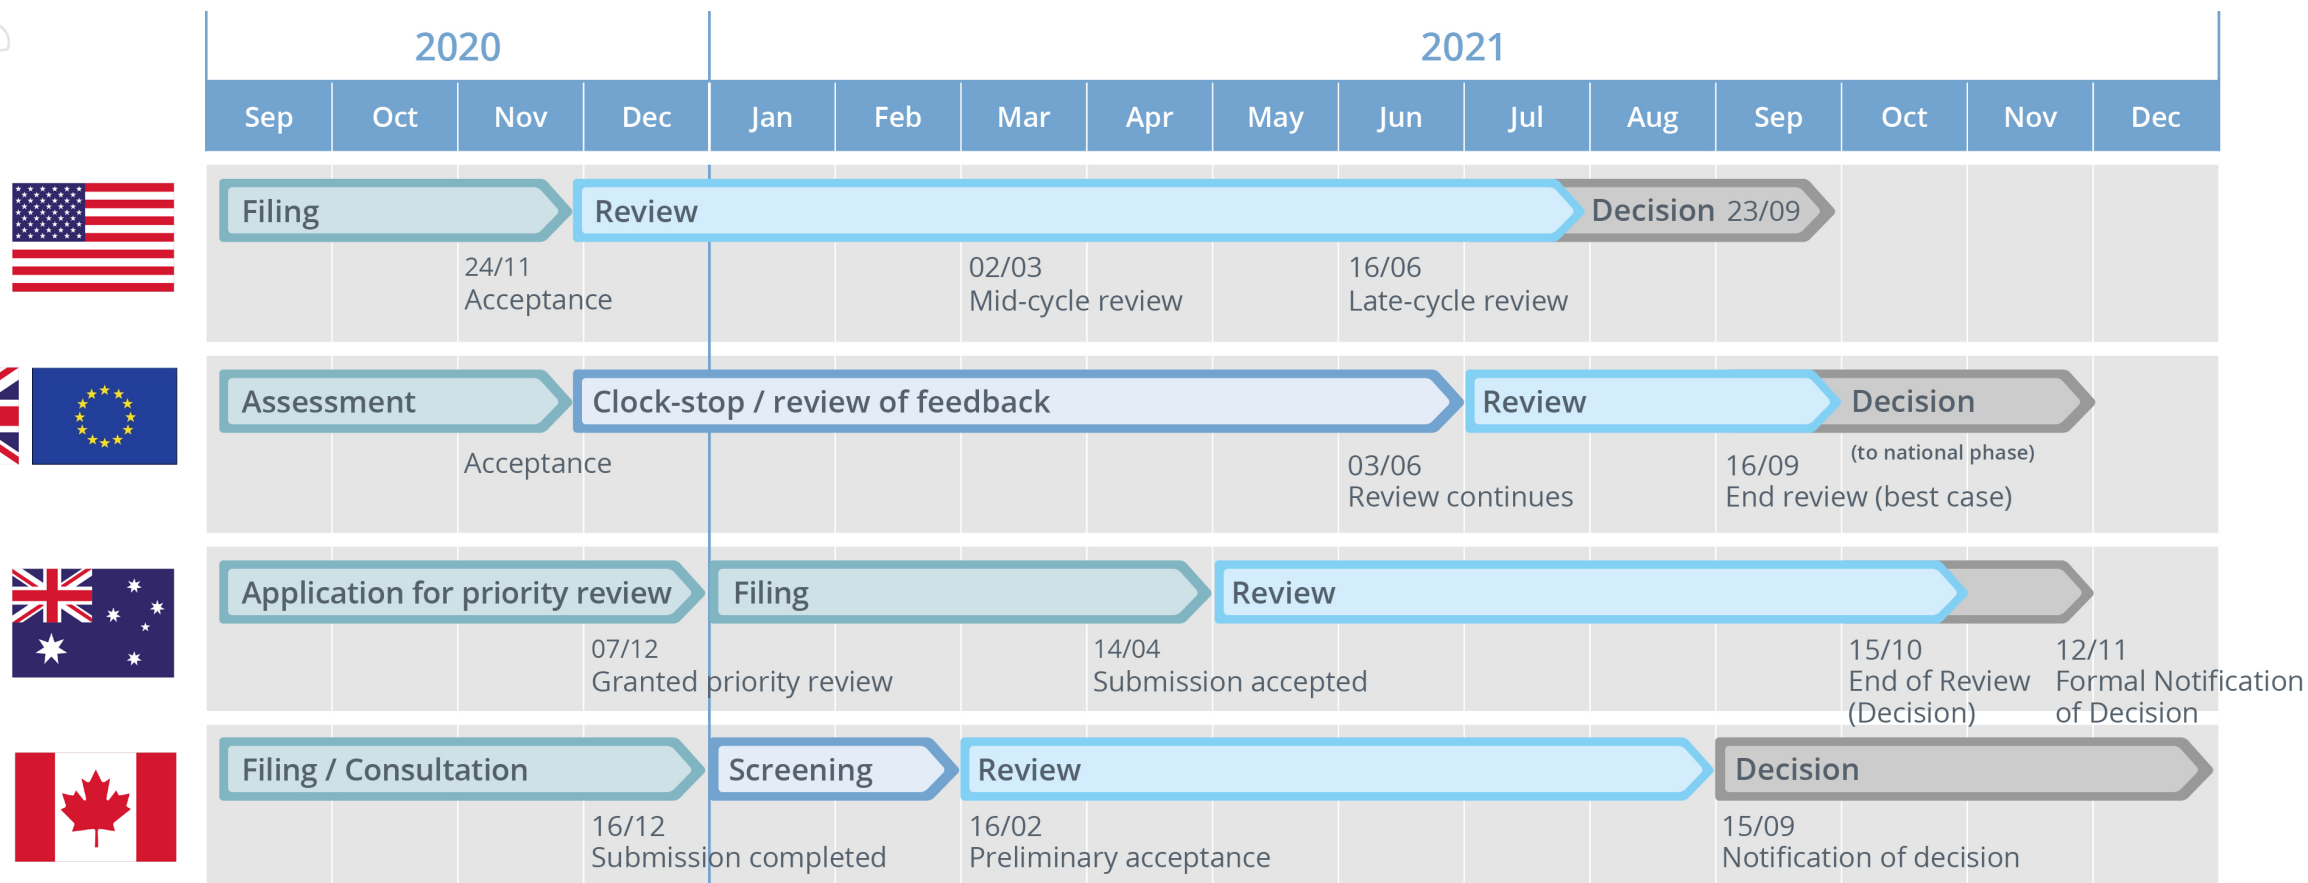 2020 2021
Sep Oct Nov Dec Jan Feb Mar Apr May Jun Jul Aug Sep Oct Nov Dec
Filing Review Decision 23/09
24/11 02/03 16/06
Acceptance Mid-cycle review Late-cycle review
Assessment Clock-stop / review of feedback Review Decision
(to national phase)
Acceptance 03/06 16/09
Review continues End review (best case)
Application for priority review Filing Review
07/12 14/04 15/10 12/11
Granted priority review Submission accepted End of Review Formal Notification
(Decision) of Decision
Filing / Consultation Screening Review Decision
16/12 16/02 15/09
Submission completed Preliminary acceptance Notification of decision